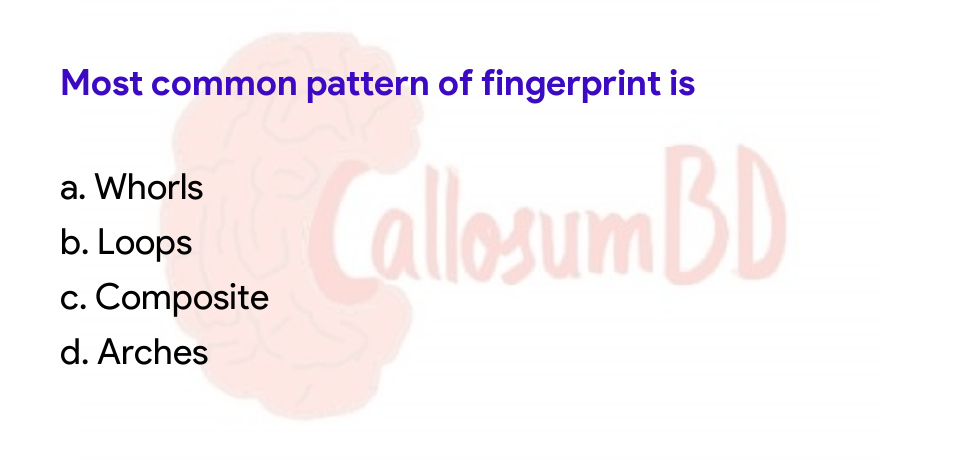 Most common pattern of fingerprint is
a. Whorls
b. Loops
c. Composite
d. Arches
CallosumBD